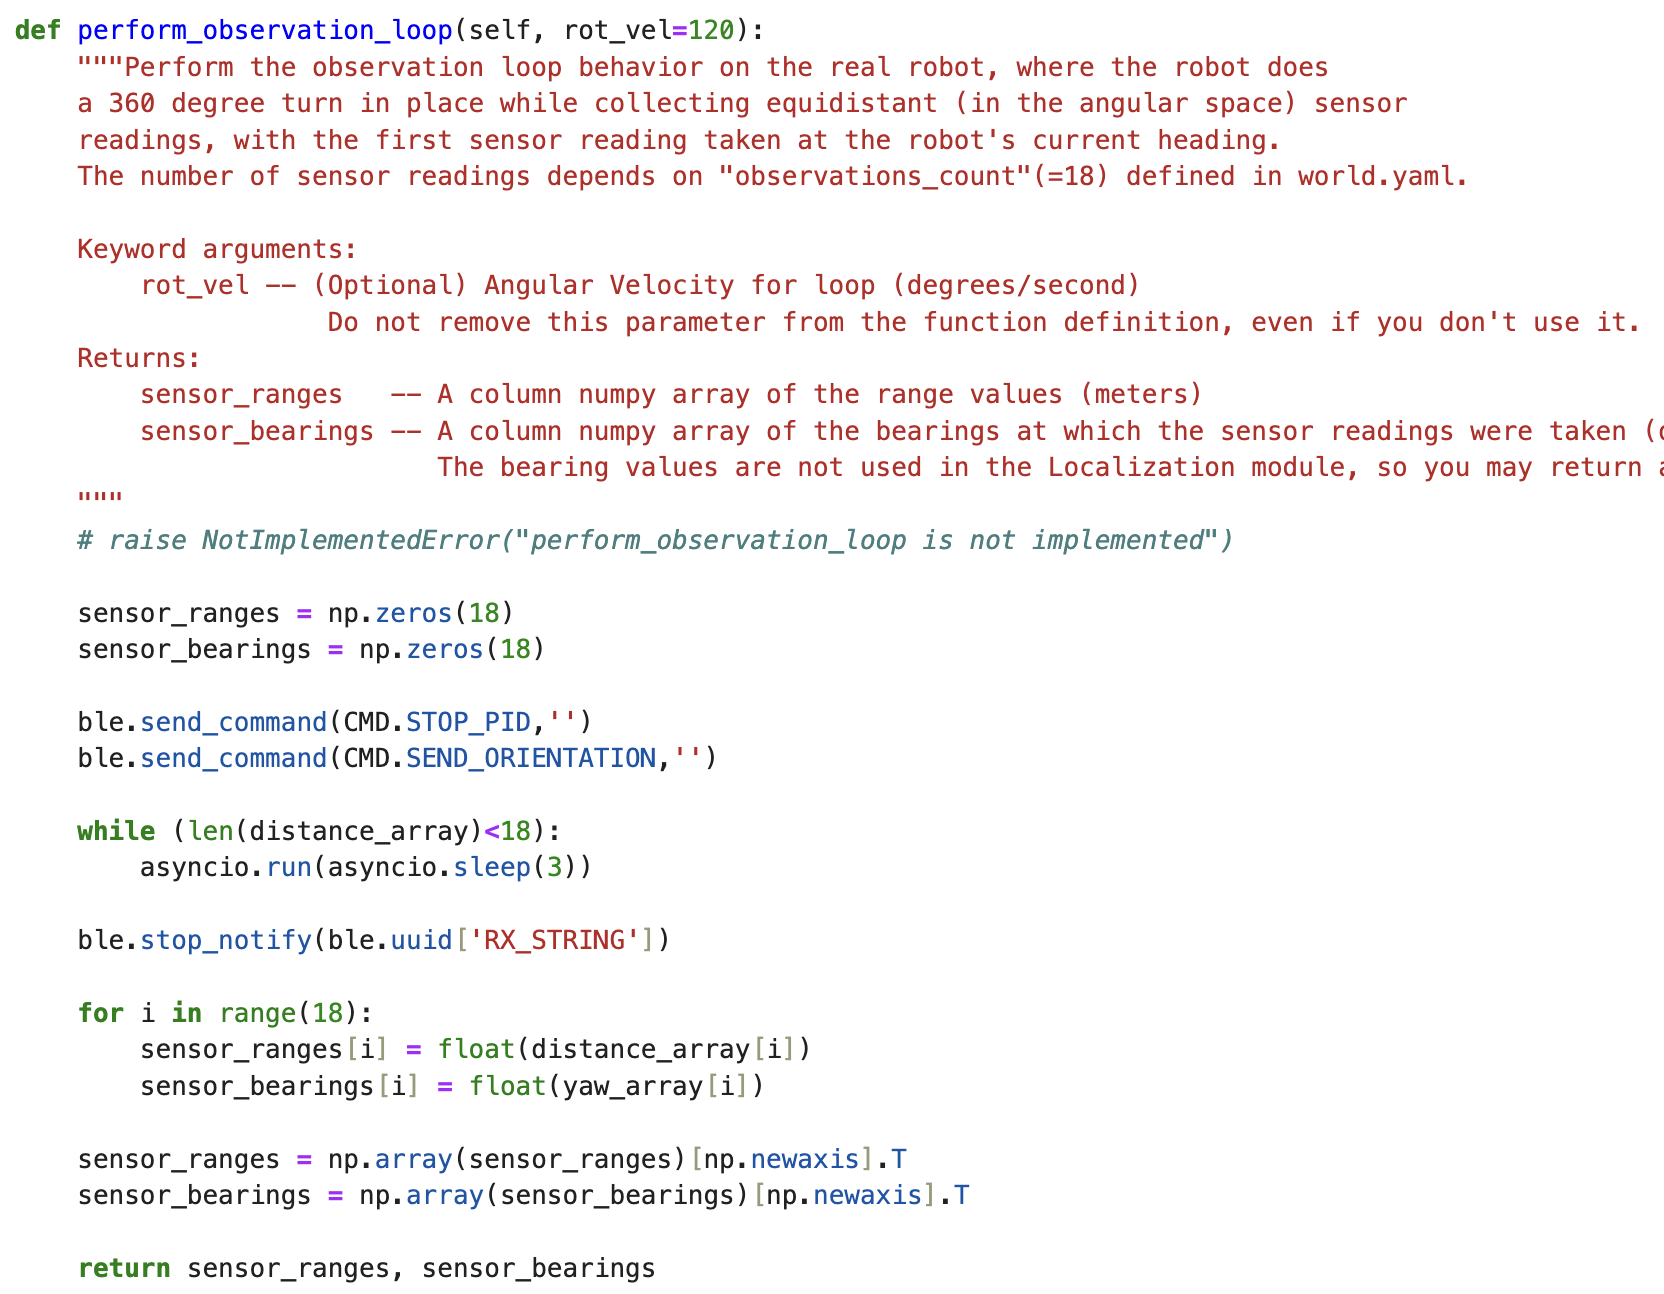 def perform_observation_loop(self, rot_vel=120):
    """Perform the observation loop behavior on the real robot, where the robot does
    a 360 degree turn in place while collecting equidistant (in the angular space) sensor
    readings, with the first sensor reading taken at the robot's current heading.
    The number of sensor readings depends on "observations_count"(=18) defined in world.yaml.

    Keyword arguments:
        rot_vel -- (Optional) Angular Velocity for loop (degrees/second)
                    Do not remove this parameter from the function definition, even if you don't use it.
    Returns:
        sensor_ranges   -- A column numpy array of the range values (meters)
        sensor_bearings -- A column numpy array of the bearings at which the sensor readings were taken (
                           The bearing values are not used in the Localization module, so you may return
    """
    # raise NotImplementedError("perform_observation_loop is not implemented")

    sensor_ranges = np.zeros(18)
    sensor_bearings = np.zeros(18)

    ble.send_command(CMD.STOP_PID,'')
    ble.send_command(CMD.SEND_ORIENTATION,'')

    while (len(distance_array)<18):
        asyncio.run(asyncio.sleep(3))

    ble.stop_notify(ble.uuid['RX_STRING'])

    for i in range(18):
        sensor_ranges[i] = float(distance_array[i])
        sensor_bearings[i] = float(yaw_array[i])

    sensor_ranges = np.array(sensor_ranges)[np.newaxis].T
    sensor_bearings = np.array(sensor_bearings)[np.newaxis].T

    return sensor_ranges, sensor_bearings